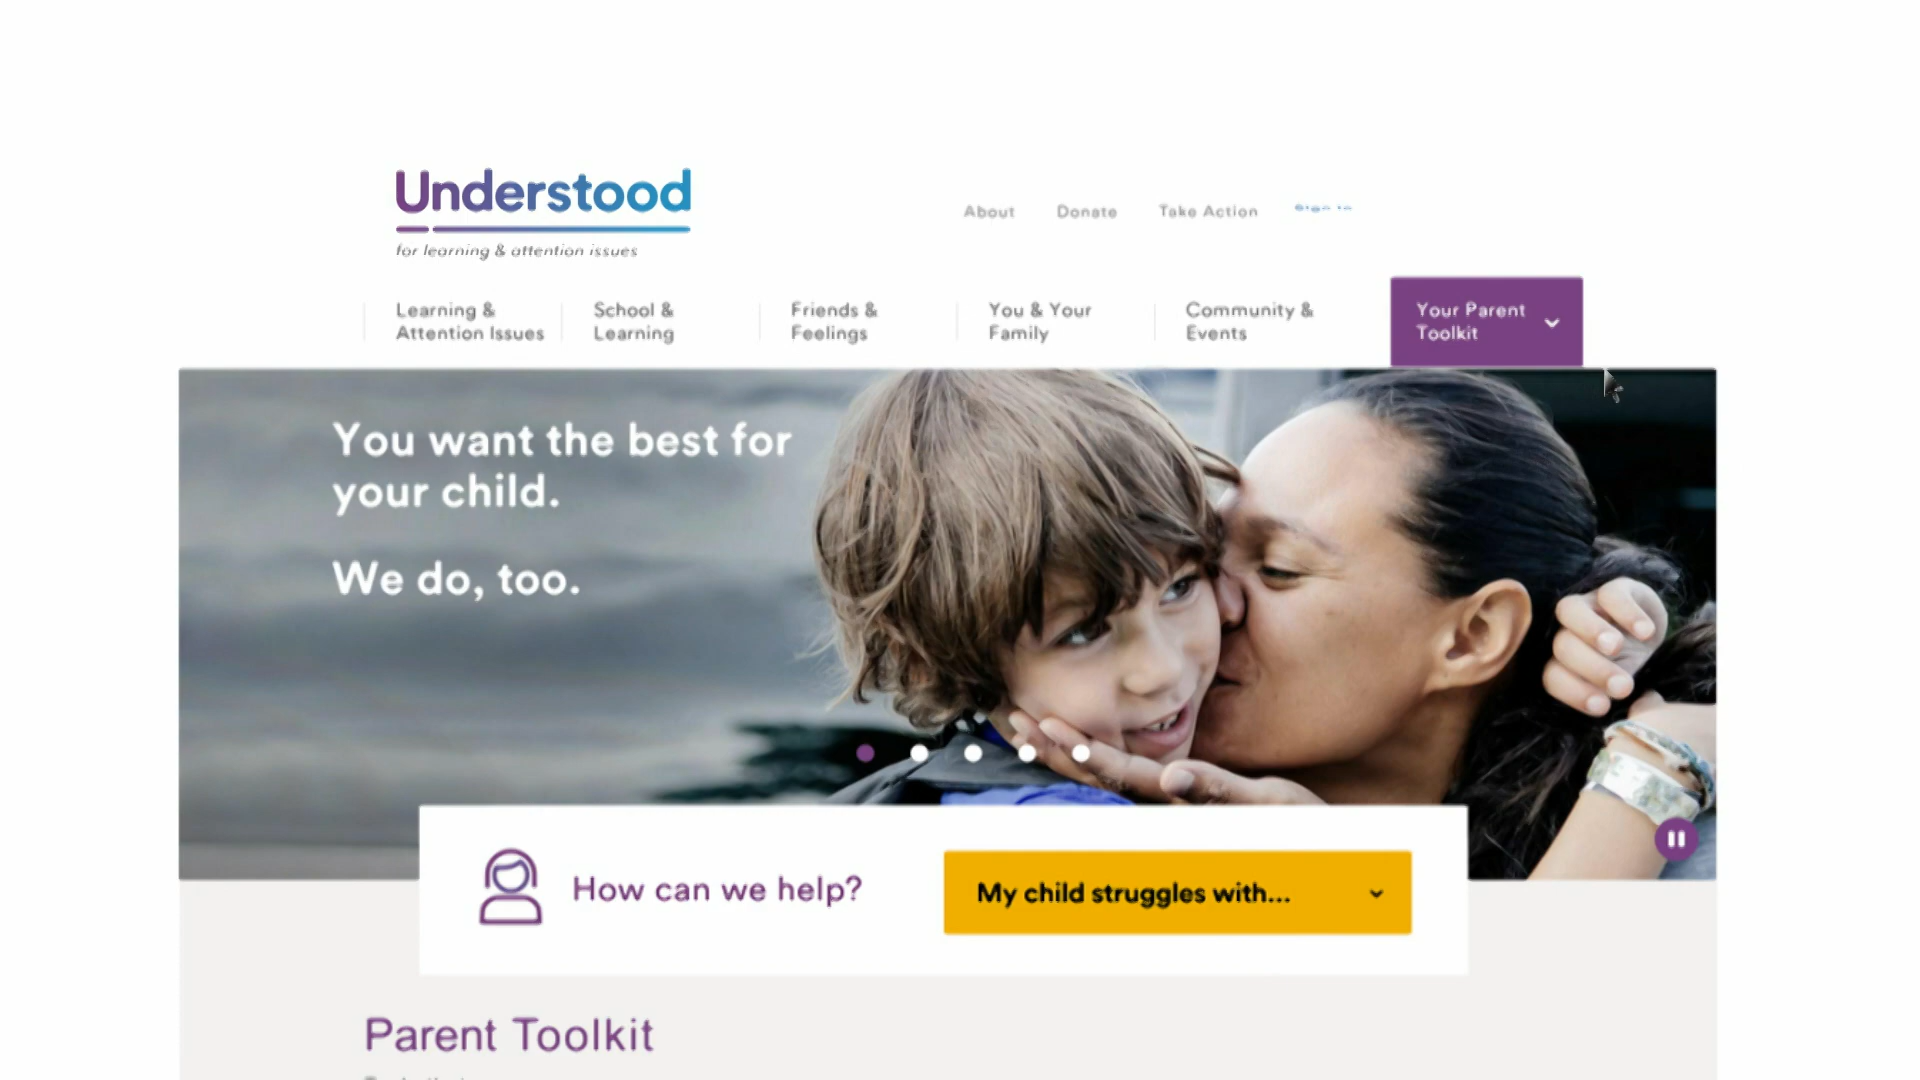 Understood
for learning & attention issues
About Donate Take Action
Learning &
Attention Issues
School &
Learning
Friends &
Feelings
You & Your
Family
Community &
Events
Your Parent
Toolkit
You want the best for
your child.
We do, too.
How can we help?
My child struggles with...
Parent Toolkit